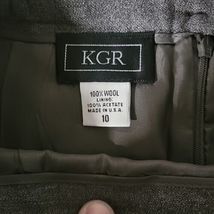 KGR
100% WOOL
LINING:
100% ACETATE
MADE IN U.S.A.
10